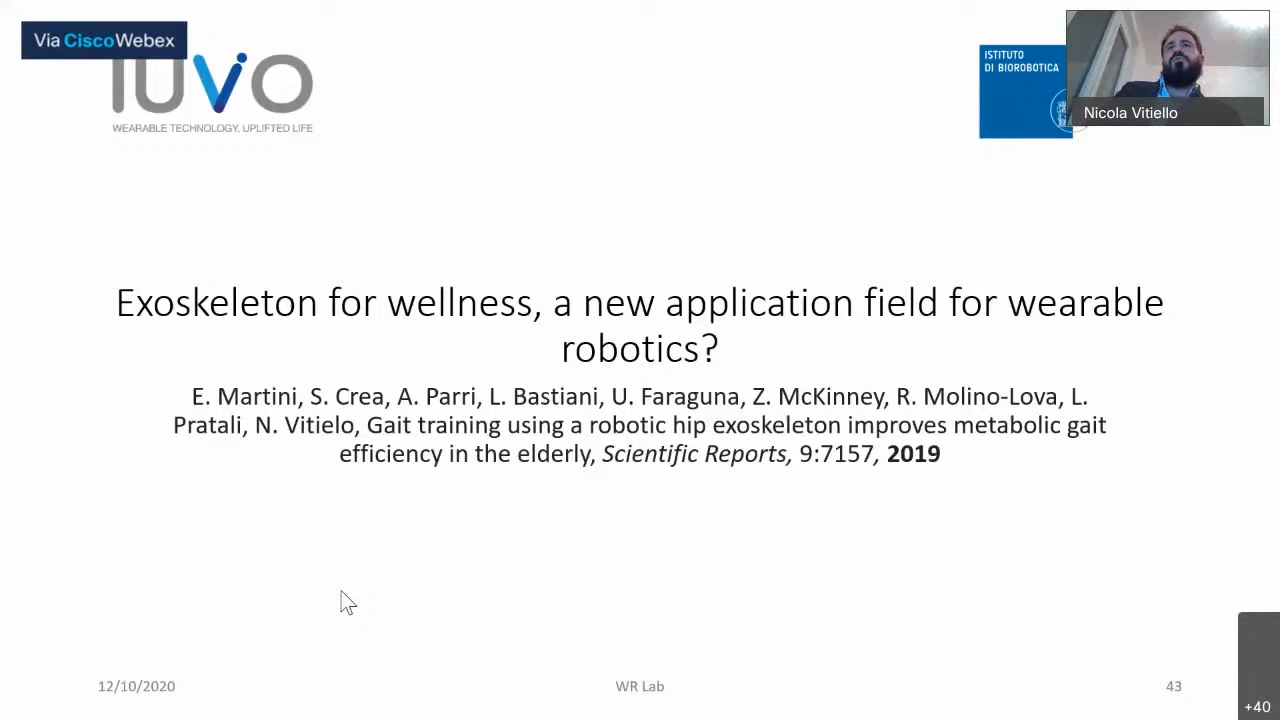 Via CiscoWebex
IUVO
WEARABLE TECHNOLOGY, UPLIFTED LIFE
ISTITUTO
DI BIOROBOTICA
Nicola Vitiello
Exoskeleton for wellness, a new application field for wearable
robotics?
E. Martini, S. Crea, A. Parri, L. Bastiani, U. Faraguna, Z. McKinney, R. Molino-Lova, L.
Pratali, N. Vitielo, Gait training using a robotic hip exoskeleton improves metabolic gait
efficiency in the elderly, Scientific Reports, 9:7157, 2019
12/10/2020
WR Lab
43
+40